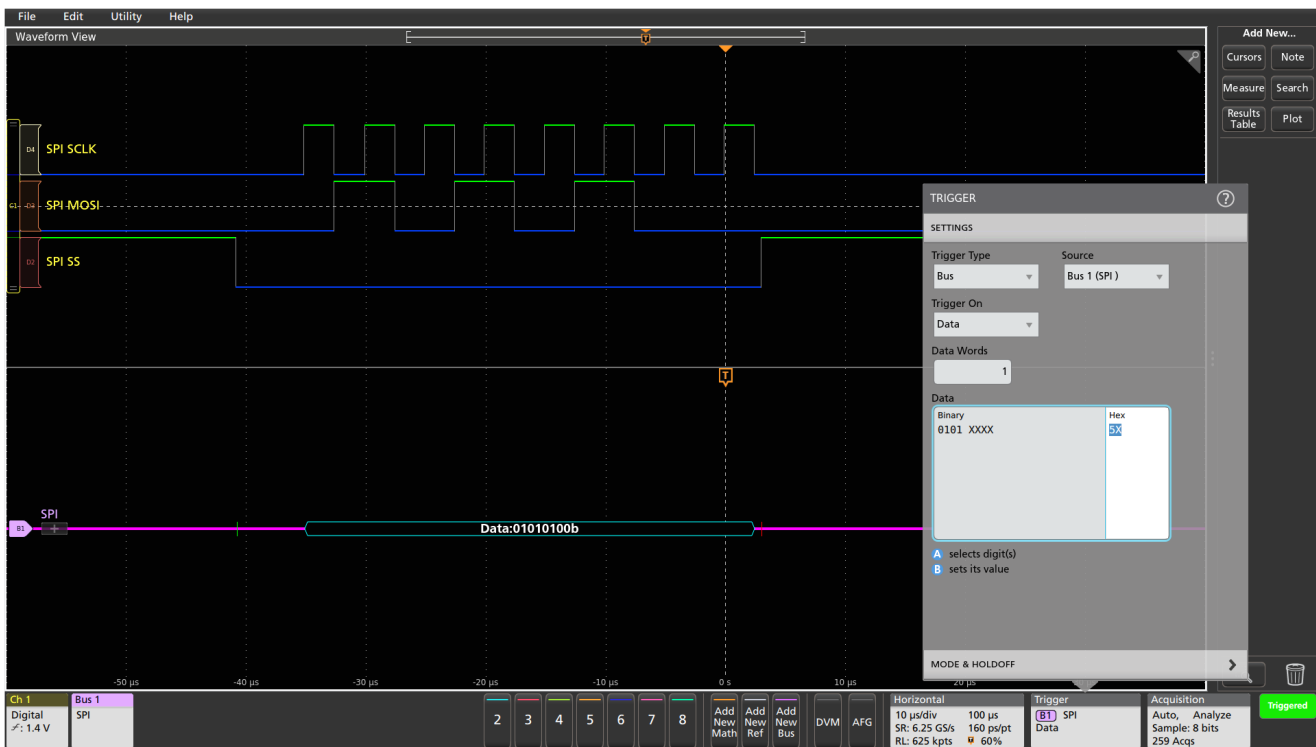 File Edit Utility Help
Waveform View
Add New...
Cursors Note
Measure Search
Results Table Plot
D4 SPI SCLK
C1 D3 SPI MOSI
D2 SPI SS
T
T
B1 SPI
+
Data:01010100b
-50 µs -40 µs -30 µs -20 µs -10 µs 0 s 10 µs 20 µs
TRIGGER ?
SETTINGS
Trigger Type Source
Bus Bus 1 (SPI )
Trigger On
Data
Data Words
1
Data
Binary Hex
0101 XXXX 5X
A selects digit(s)
B sets its value
MODE & HOLDOFF
Ch 1
Digital
: 1.4 V
Bus 1
SPI
2 3 4 5 6 7 8
Add New Math
Add New Ref
Add New Bus
DVM AFG
Horizontal
10 µs/div 100 µs
SR: 6.25 GS/s 160 ps/pt
RL: 625 kpts 60%
Trigger
B1 SPI
Data
Acquisition
Auto, Analyze
Sample: 8 bits
259 Acqs
Triggered